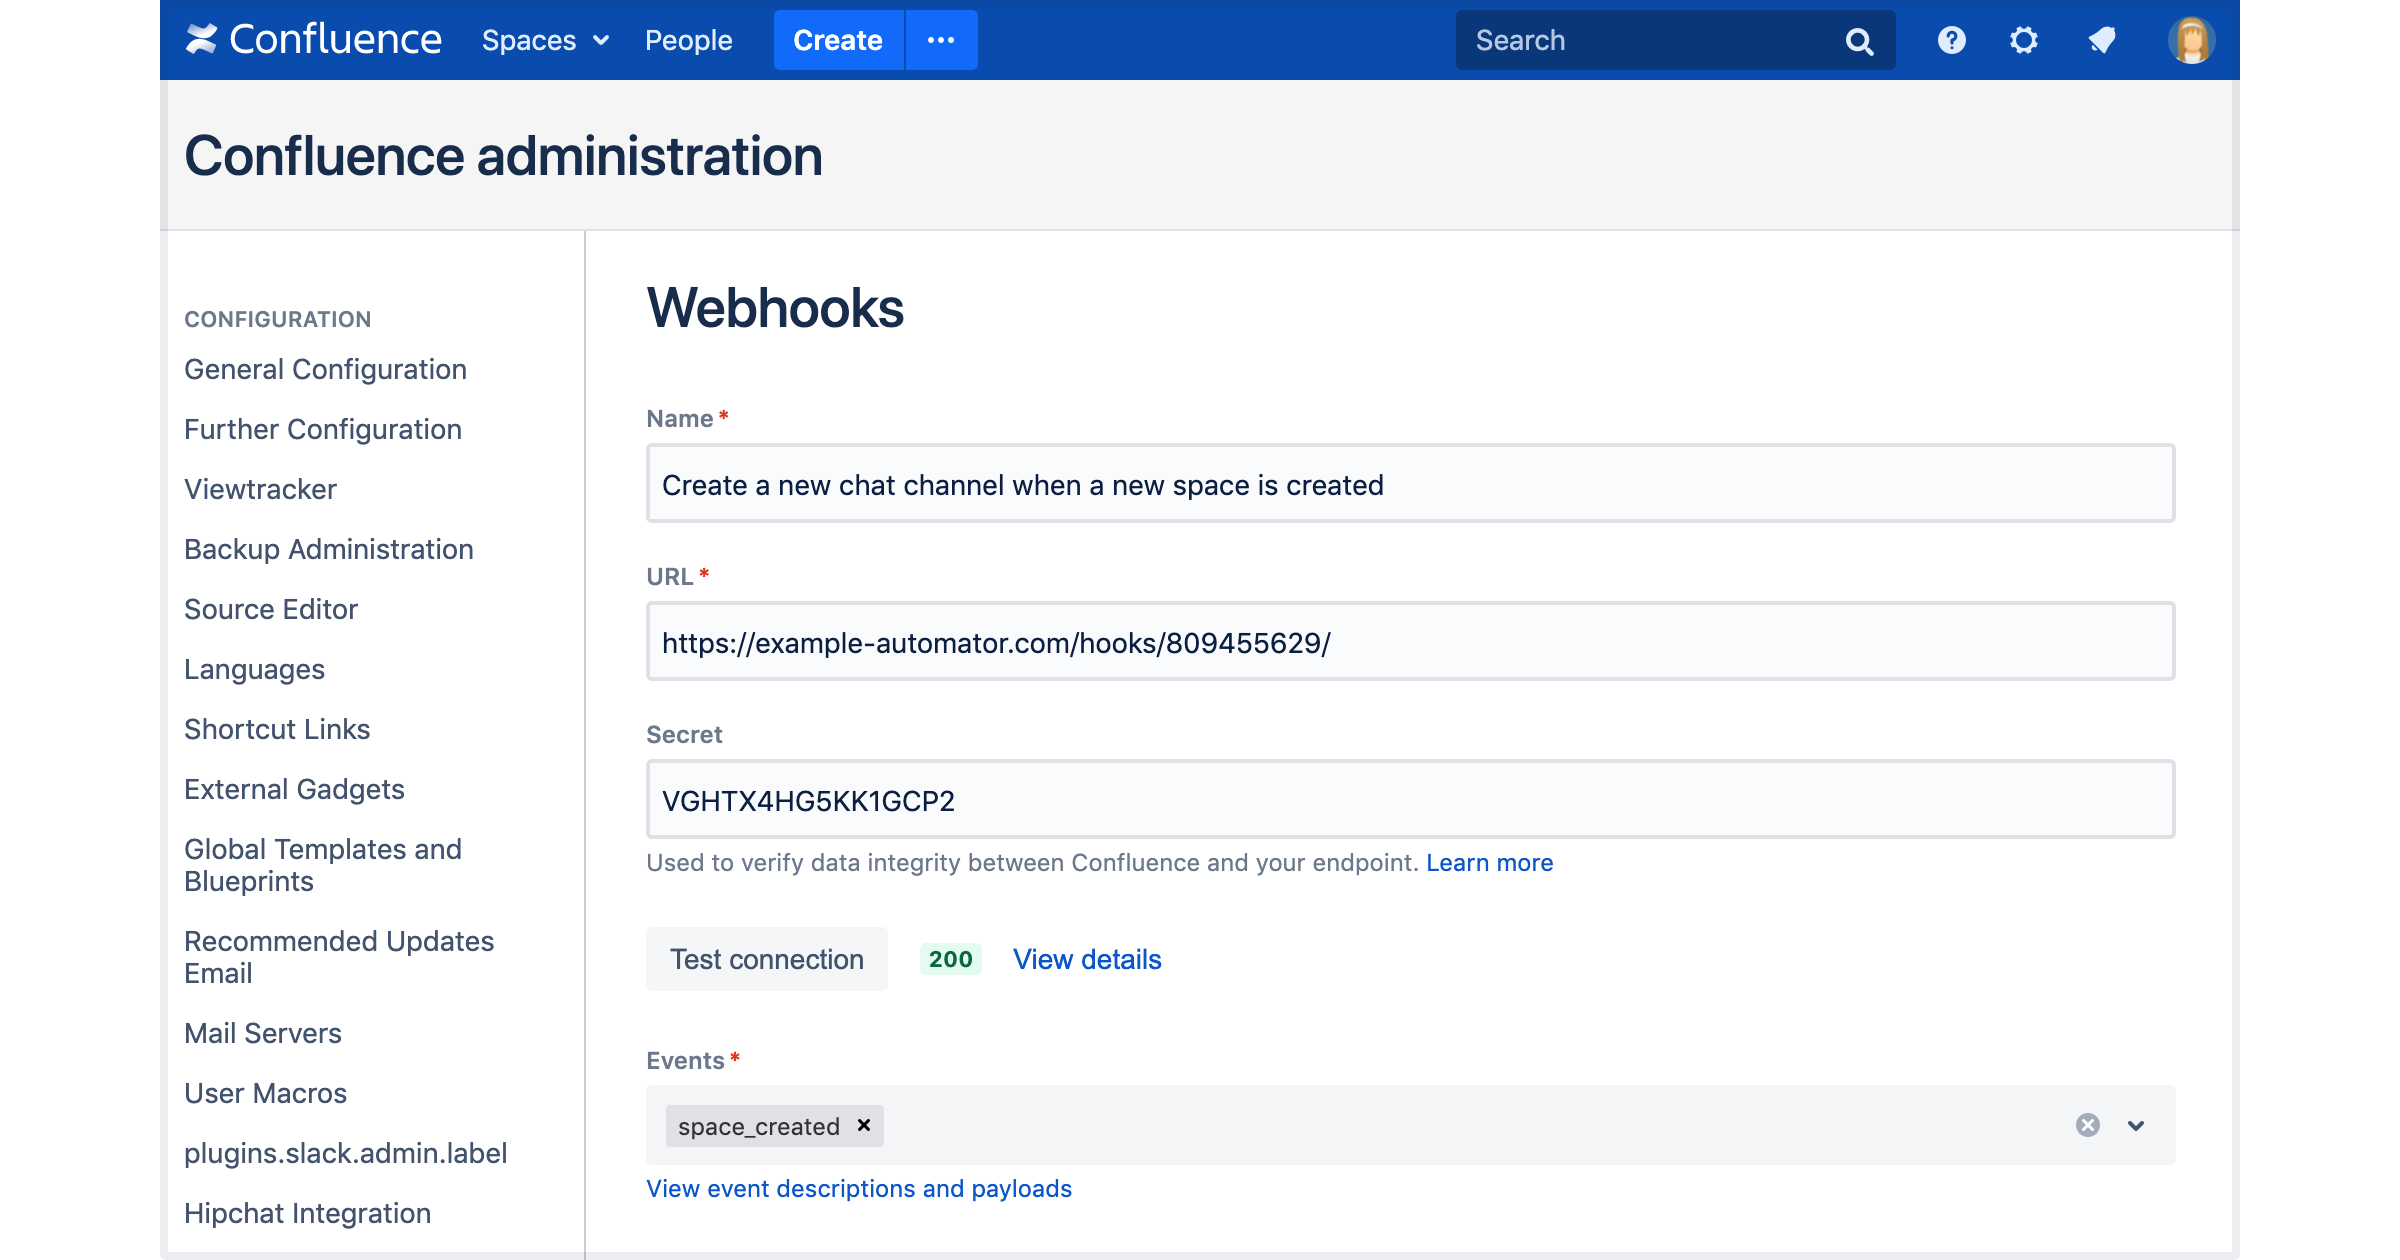 Confluence Spaces People Create Search
Confluence administration
CONFIGURATION
General Configuration
Further Configuration
Viewtracker
Backup Administration
Source Editor
Languages
Shortcut Links
External Gadgets
Global Templates and
Blueprints
Recommended Updates
Email
Mail Servers
User Macros
plugins.slack.admin.label
Hipchat Integration
Webhooks
Name *
Create a new chat channel when a new space is created
URL *
https://example-automator.com/hooks/809455629/
Secret
VGHTX4HG5KK1GCP2
Used to verify data integrity between Confluence and your endpoint. Learn more
Test connection 200 View details
Events *
space_created
View event descriptions and payloads